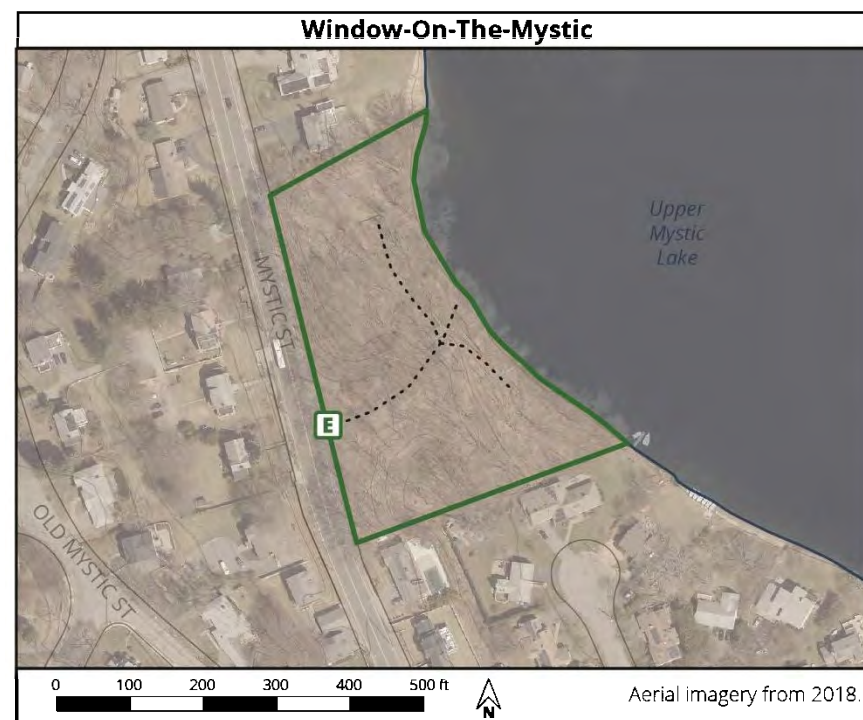 Window-On-The-Mystic
Upper
Mystic
Lake
MYSTIC ST
E
OLD MYSTIC ST
0 100 200 300 400 500 ft
N
Aerial imagery from 2018.